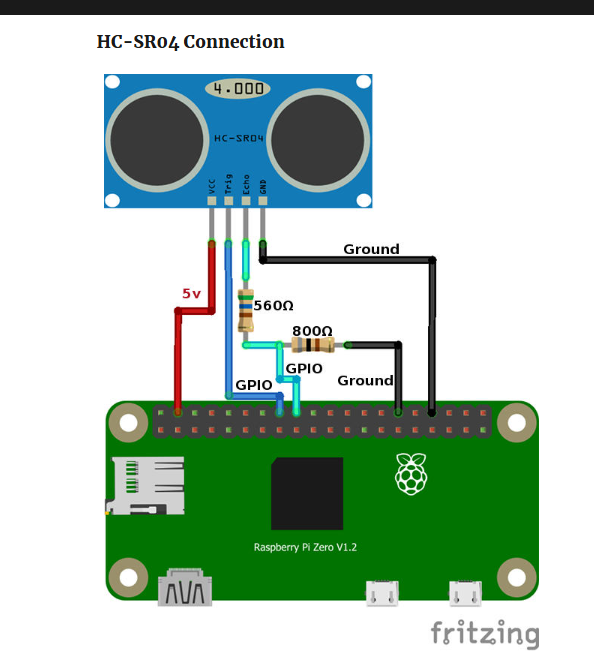 HC-SR04 Connection
4.000
HC-SR04
VCC
Trig
Echo
GND
Ground
5v
560Ω
800Ω
GPIO
GPIO
Ground
Raspberry Pi Zero V1.2
fritzing